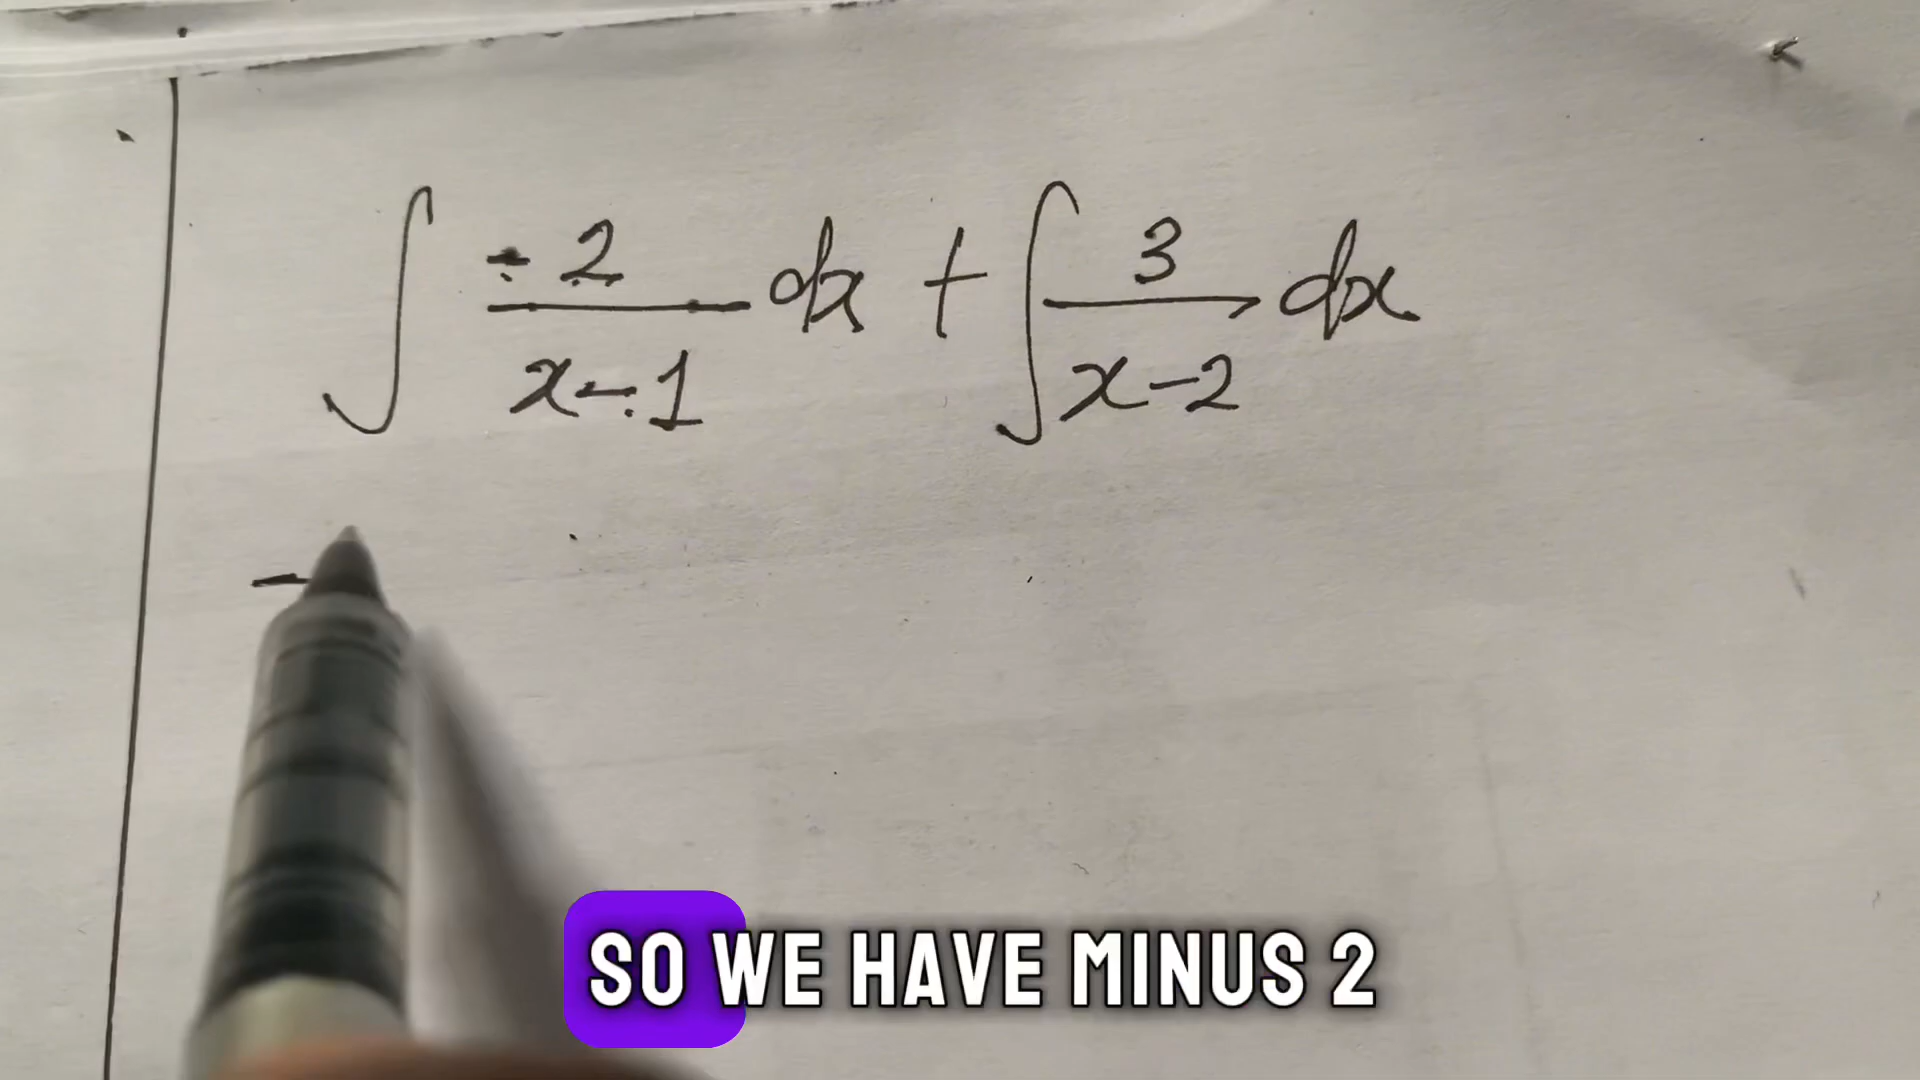 ∫ -2/(x-1) dx + ∫ 3/(x-2) dx
-
SO WE HAVE MINUS 2